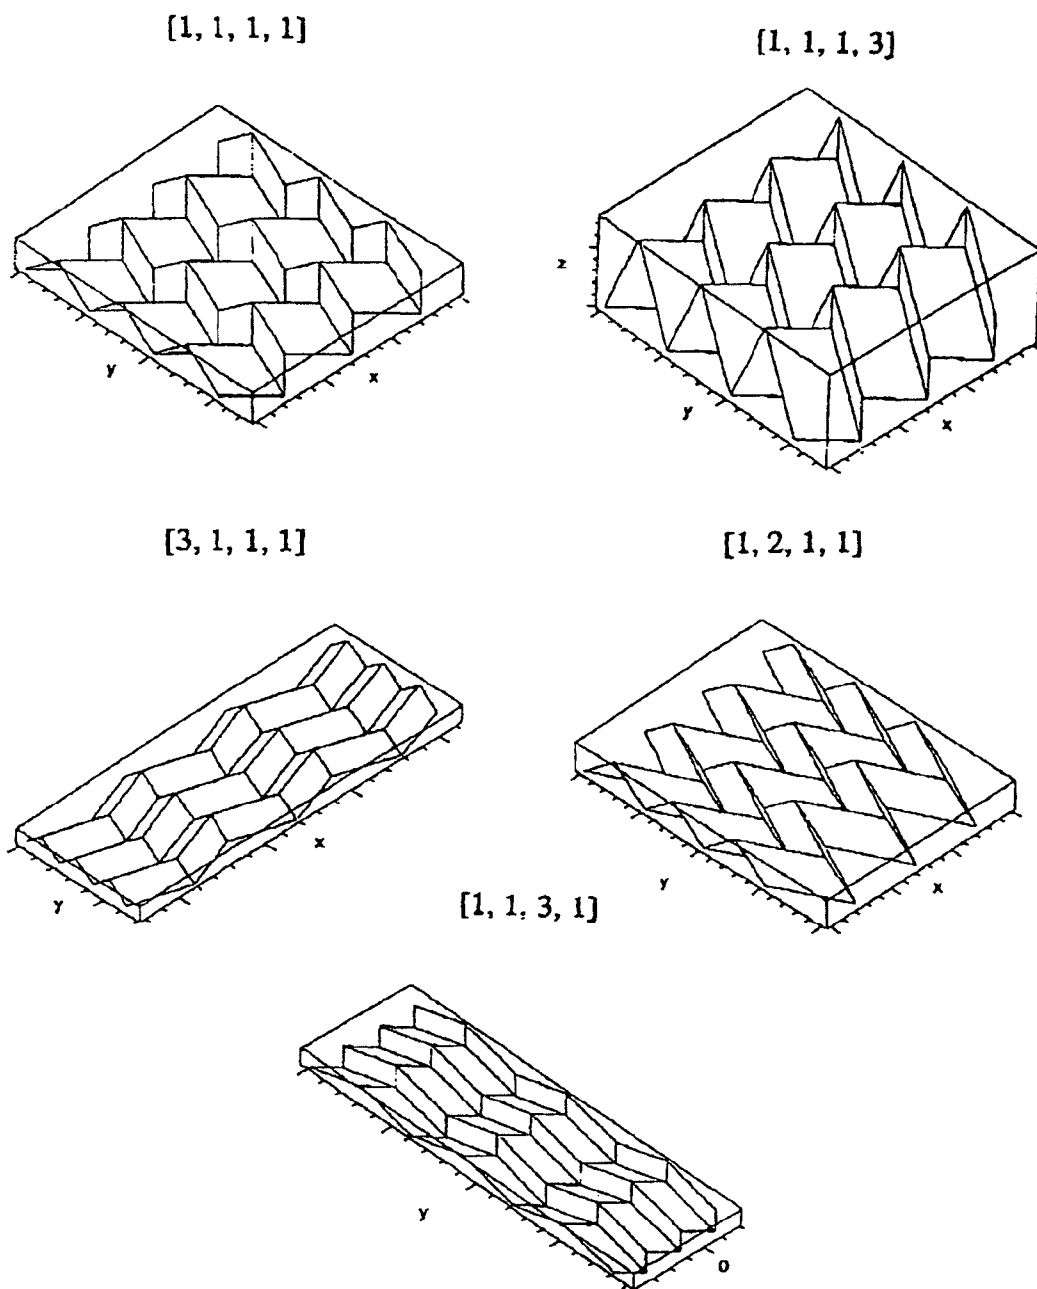 [1, 1, 1, 1]
[1, 1, 1, 3]
z
y
x
y
x
[3, 1, 1, 1]
[1, 2, 1, 1]
x
y
y
x
[1, 1, 3, 1]
y
0